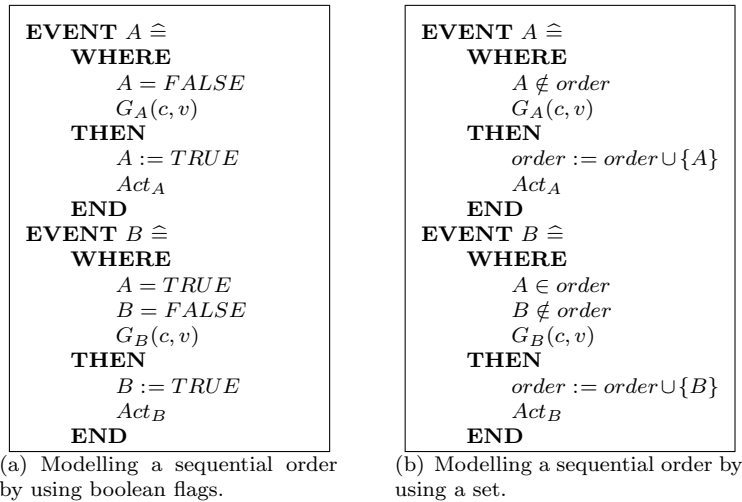 EVENT A ≙
WHERE
A = FALSE
G_A(c, v)
THEN
A := TRUE
Act_A
END
EVENT B ≙
WHERE
A = TRUE
B = FALSE
G_B(c, v)
THEN
B := TRUE
Act_B
END
(a) Modelling a sequential order
by using boolean flags.
EVENT A ≙
WHERE
A ∉ order
G_A(c, v)
THEN
order := order ∪ {A}
Act_A
END
EVENT B ≙
WHERE
A ∈ order
B ∉ order
G_B(c, v)
THEN
order := order ∪ {B}
Act_B
END
(b) Modelling a sequential order by
using a set.